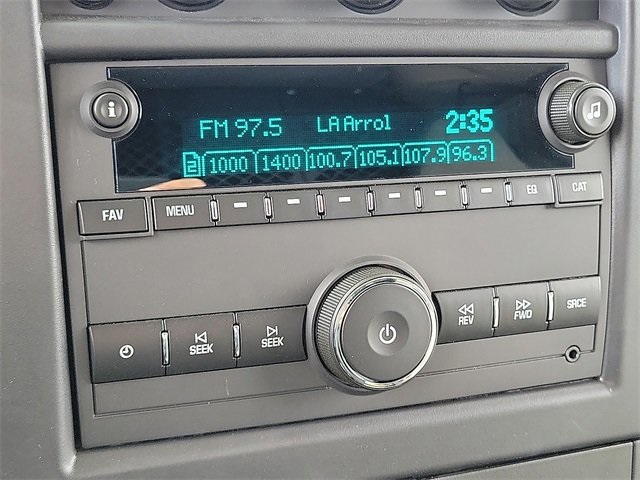 i
FM 97.5 LA Arrol 2:35
2 1000 1400 100.7 105.1 107.9 96.3
FAV MENU EQ CAT
SEEK SEEK REV FWD SRCE